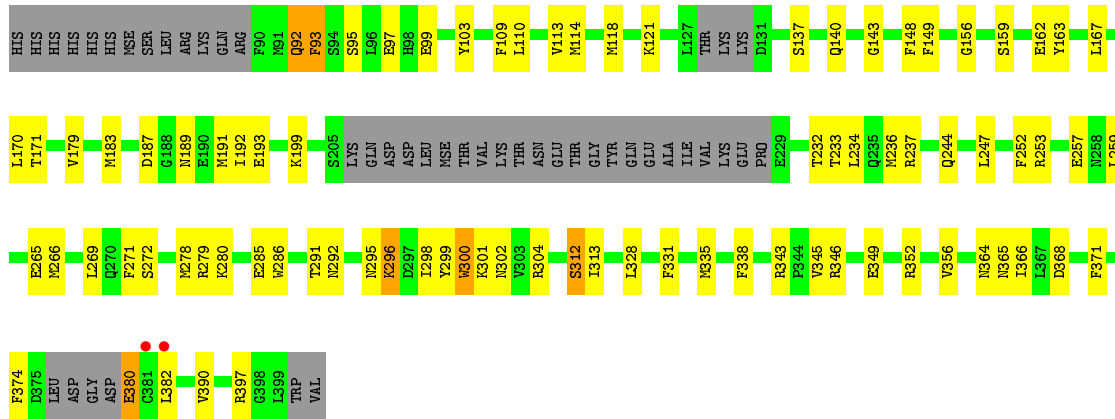 HIS HIS HIS HIS HIS HIS MSE SER LEU ARG LYS GLN ARG F90 M91 Q92 F93 S94 S95 L96 E97 H98 E99 Y103 F109 L110 V113 M114 M118 K121 L127 THR LYS LYS D131 S137 Q140 G143 F148 F149 G156 S159 E162 Y163 L167
L170 T171 V179 M183 D187 G188 N189 E190 M191 I192 E193 K199 S205 LYS GLN ASP ASP LEU MSE THR VAL LYS THR ASN GLU THR GLY TYR GLN GLU ALA ILE VAL LYS GLU PRO E229 T232 T233 L234 Q235 M236 R237 Q244 L247 F252 R253 E257 N258 L259
E265 M266 L269 Q270 F271 S272 M278 R279 K280 E285 W286 T291 N292 N295 K296 D297 I298 Y299 W300 K301 N302 V303 R304 S312 I313 L328 F331 M335 F338 R343 P344 V345 R346 E349 R352 V356 N364 N365 I366 L367 D368 F371
F374 D375 LEU ASP GLY ASP E380 C381 L382 V390 R397 G398 L399 TRP VAL